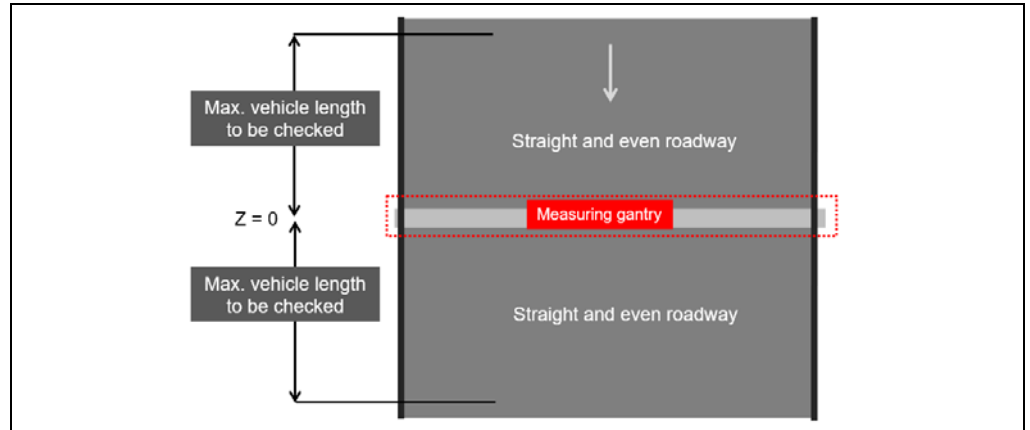 Max. vehicle length
to be checked
Straight and even roadway
Z = 0
Measuring gantry
Max. vehicle length
to be checked
Straight and even roadway